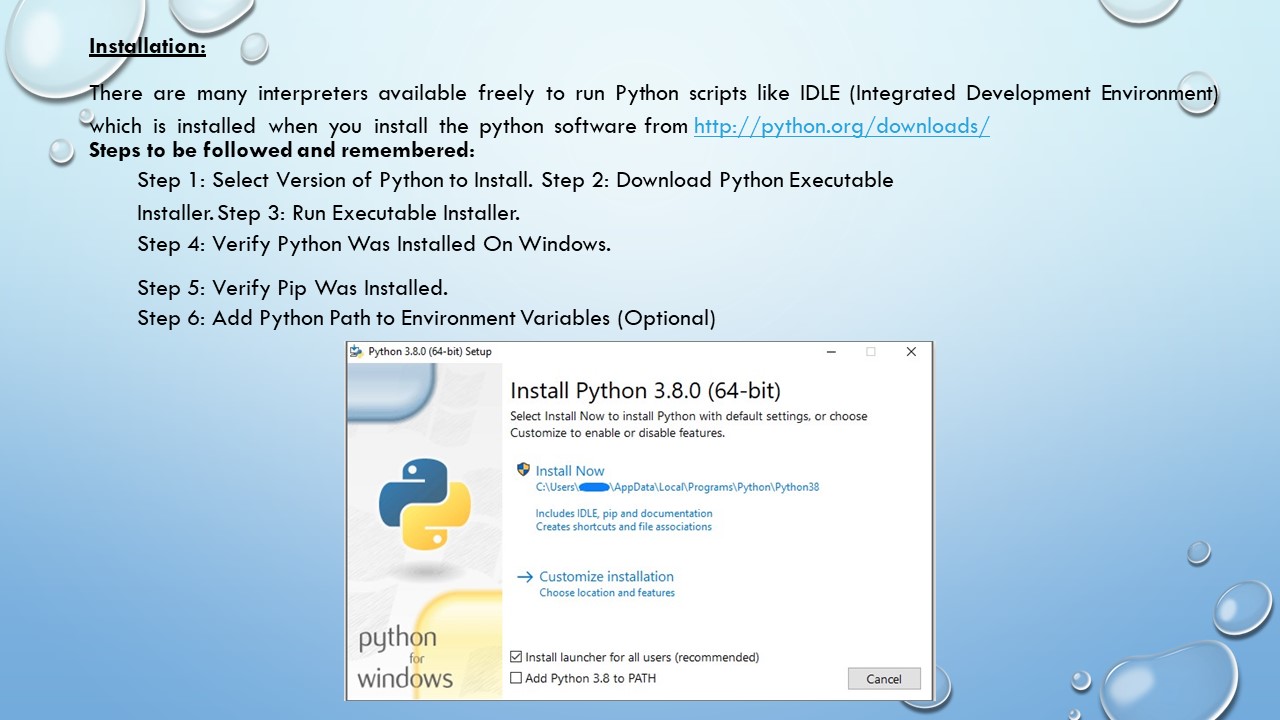 Installation:
There are many interpreters available freely to run Python scripts like IDLE (Integrated Development Environment)
which is installed when you install the python software from http://python.org/downloads/
Steps to be followed and remembered:
Step 1: Select Version of Python to Install. Step 2: Download Python Executable
Installer. Step 3: Run Executable Installer.
Step 4: Verify Python Was Installed On Windows.
Step 5: Verify Pip Was Installed.
Step 6: Add Python Path to Environment Variables (Optional)
Python 3.8.0 (64-bit) Setup
Install Python 3.8.0 (64-bit)
Select Install Now to install Python with default settings, or choose
Customize to enable or disable features.
Install Now
C:\Users\ \AppData\Local\Programs\Python\Python38
Includes IDLE, pip and documentation
Creates shortcuts and file associations
Customize installation
Choose location and features
python
for
windows
Install launcher for all users (recommended)
Add Python 3.8 to PATH
Cancel